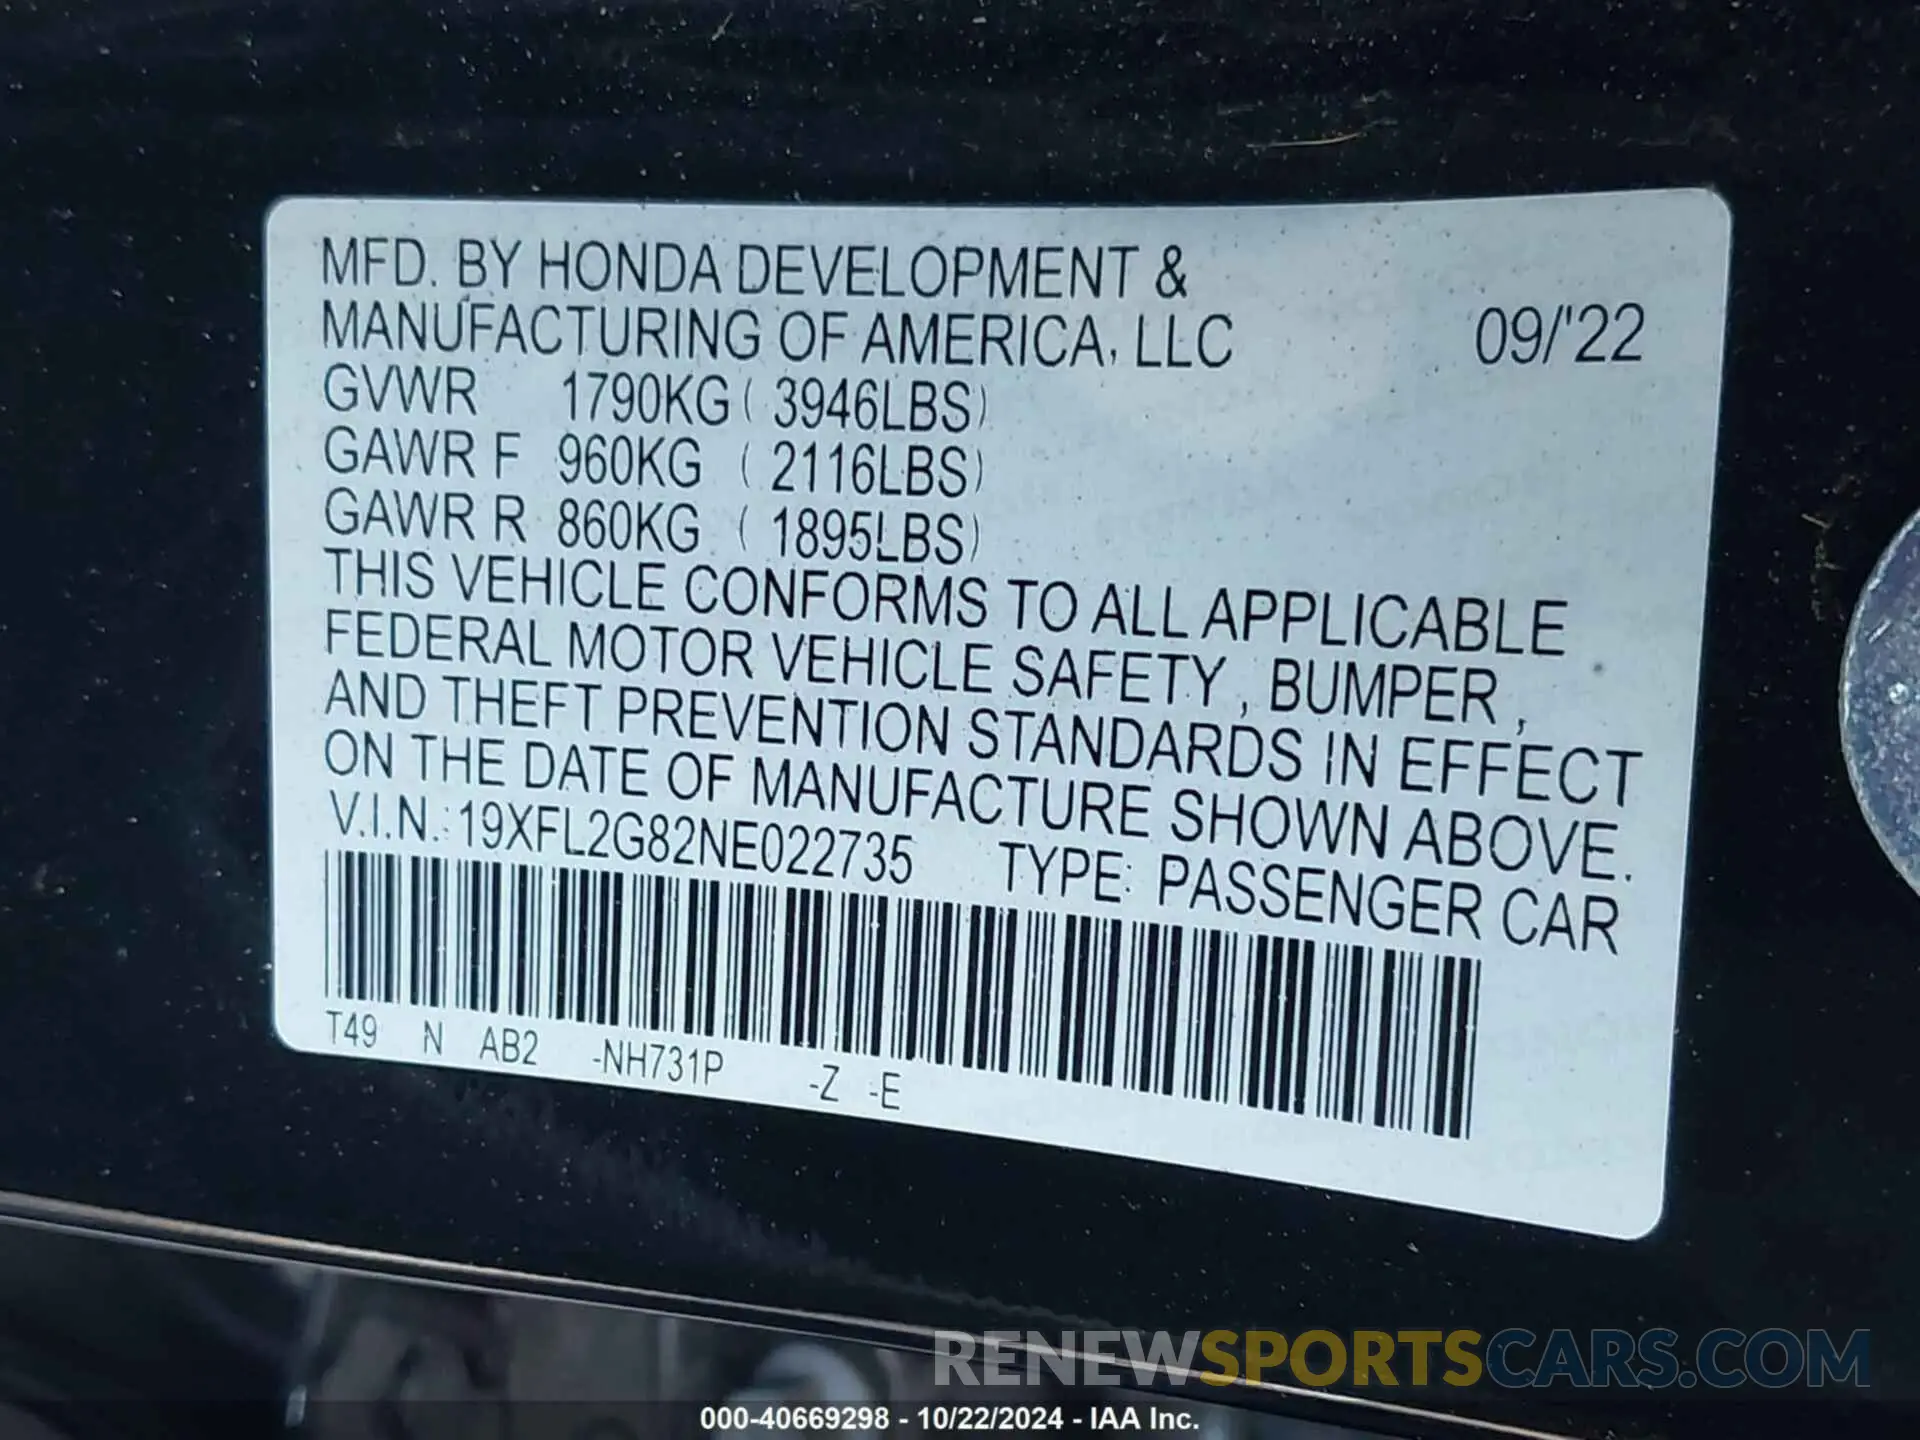 MFD. BY HONDA DEVELOPMENT &
MANUFACTURING OF AMERICA, LLC 09/'22
GVWR 1790KG ( 3946LBS)
GAWR F 960KG ( 2116LBS)
GAWR R 860KG ( 1895LBS)
THIS VEHICLE CONFORMS TO ALL APPLICABLE
FEDERAL MOTOR VEHICLE SAFETY , BUMPER ,
AND THEFT PREVENTION STANDARDS IN EFFECT
ON THE DATE OF MANUFACTURE SHOWN ABOVE.
V.I.N.: 19XFL2G82NE022735 TYPE: PASSENGER CAR
T49 N AB2 -NH731P -Z -E
RENEWSPORTSCARS.COM
000-40669298 - 10/22/2024 - IAA Inc.